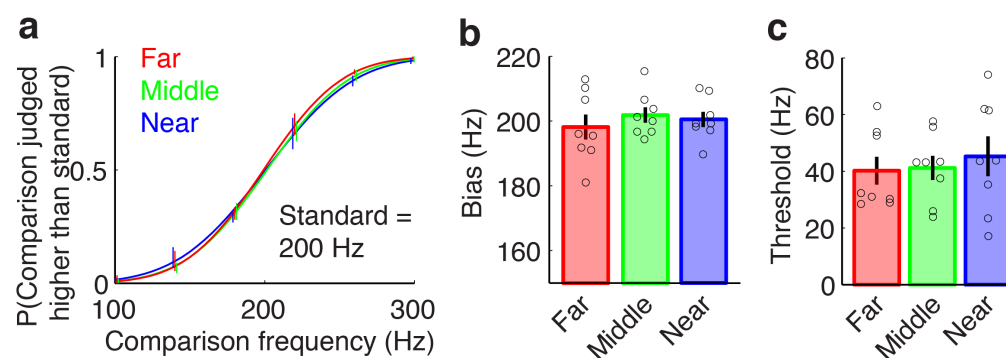 a
P(Comparison judged
higher than standard)
1
0.5
0
Far
Middle
Near
Standard =
200 Hz
100
200
300
Comparison frequency (Hz)
b
Bias (Hz)
220
200
180
160
Far
Middle
Near
c
Threshold (Hz)
80
60
40
20
0
Far
Middle
Near